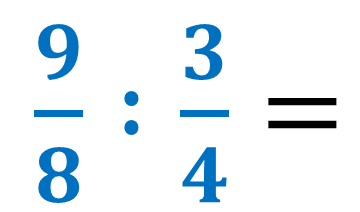 9/8 : 3/4 =